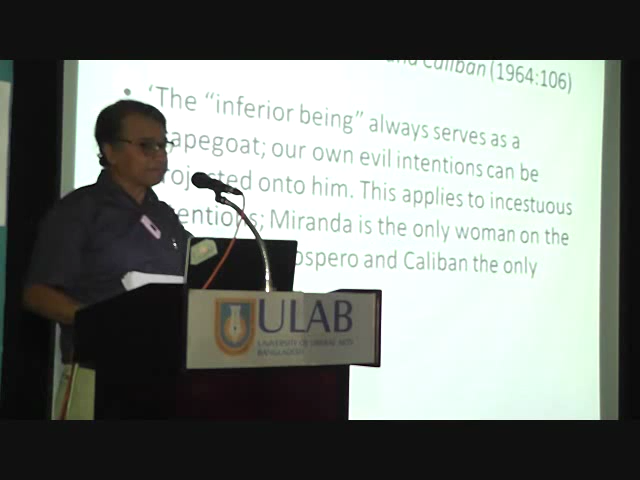 and Caliban (1964:106)
• ‘The “inferior being” always serves as a
apegoat; our own evil intentions can be
rojected onto him. This applies to incestuous
tentions; Miranda is the only woman on the
ospero and Caliban the only
ULAB
UNIVERSITY OF LIBERAL ARTS
BANGLADESH